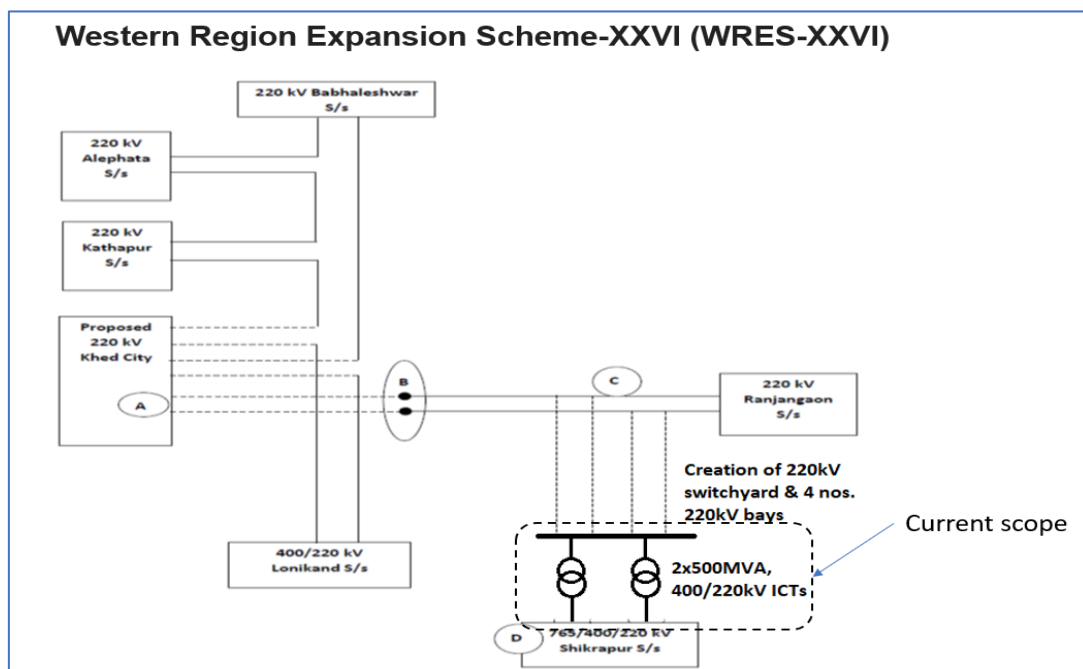 Western Region Expansion Scheme-XXVI (WRES-XXVI)
220 kV Babhaleshwar
S/s
220 kV
Alephata
S/s
220 kV
Kathapur
S/s
Proposed
220 kV
Khed City
A
B
C
220 kV
Ranjangaon
S/s
Creation of 220kV
switchyard & 4 nos.
220kV bays
Current scope
400/220 kV
Lonikand S/s
2x500MVA,
400/220kV ICTs
D
765/400/220 kV
Shikrapur S/s